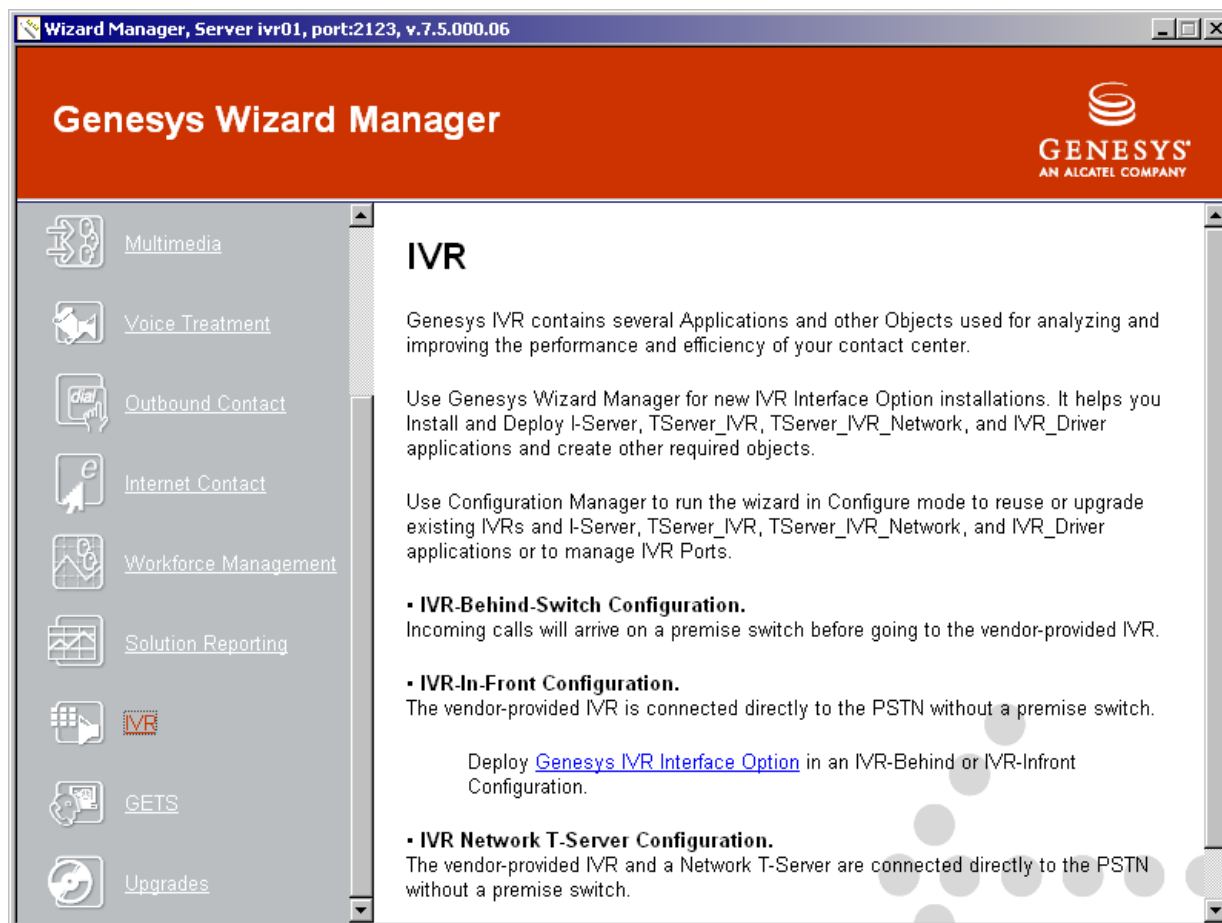 Wizard Manager, Server ivr01, port:2123, v.7.5.000.06
Genesys Wizard Manager
GENESYS
AN ALCATEL COMPANY
Multimedia
Voice Treatment
dial
Outbound Contact
e
Internet Contact
Workforce Management
Solution Reporting
IVR
GETS
Upgrades
IVR
Genesys IVR contains several Applications and other Objects used for analyzing and
improving the performance and efficiency of your contact center.
Use Genesys Wizard Manager for new IVR Interface Option installations. It helps you
Install and Deploy I-Server, TServer_IVR, TServer_IVR_Network, and IVR_Driver
applications and create other required objects.
Use Configuration Manager to run the wizard in Configure mode to reuse or upgrade
existing IVRs and I-Server, TServer_IVR, TServer_IVR_Network, and IVR_Driver
applications or to manage IVR Ports.
▪ IVR-Behind-Switch Configuration.
Incoming calls will arrive on a premise switch before going to the vendor-provided IVR.
▪ IVR-In-Front Configuration.
The vendor-provided IVR is connected directly to the PSTN without a premise switch.
Deploy Genesys IVR Interface Option in an IVR-Behind or IVR-Infront
Configuration.
▪ IVR Network T-Server Configuration.
The vendor-provided IVR and a Network T-Server are connected directly to the PSTN
without a premise switch.